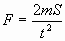 F = 2mS / t²